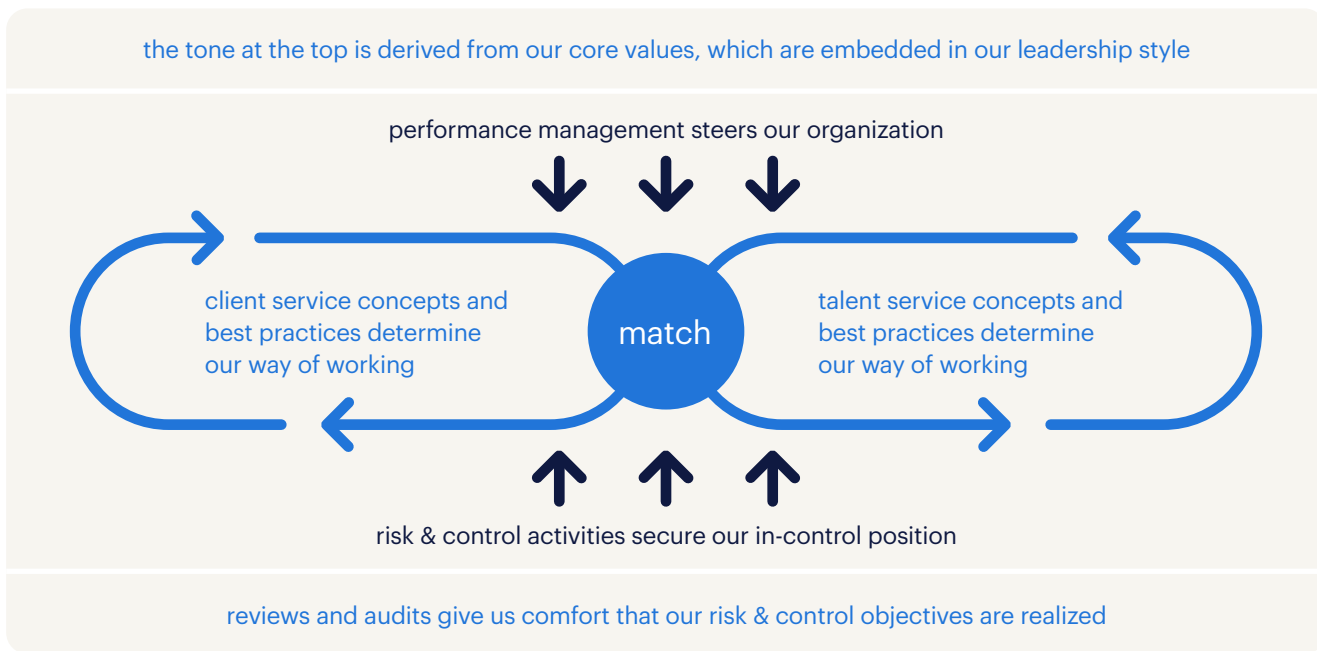 the tone at the top is derived from our core values, which are embedded in our leadership style
performance management steers our organization
client service concepts and
best practices determine
our way of working
match
talent service concepts and
best practices determine
our way of working
risk & control activities secure our in-control position
reviews and audits give us comfort that our risk & control objectives are realized